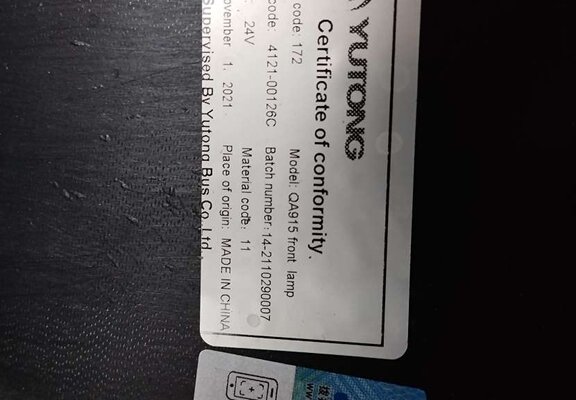 YUTONG
Certificate of conformity.
code: 172 Model: QA915 front lamp
code: 4121-00126C Batch number: 14-2110290007
24V Material code: 11
ovember 1. 2021. Place of origin: MADE IN CHINA
Supervised By Yutong Bus Co.,Ltd.